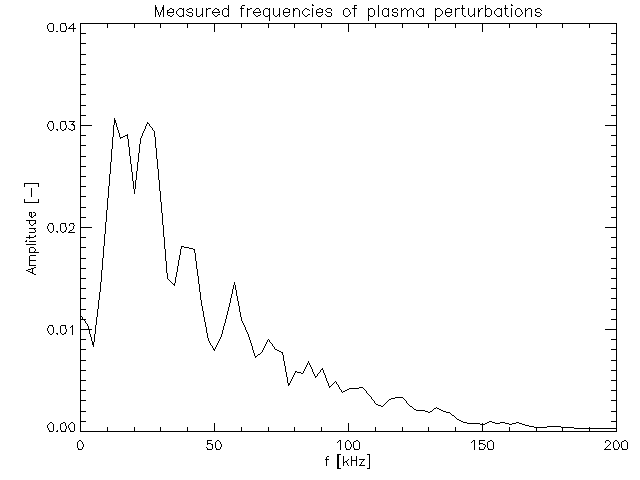 Measured frequencies of plasma perturbations
0.04
0.03
0.02
0.01
0.00
Amplitude [-]
0 50 100 150 200
f [kHz]